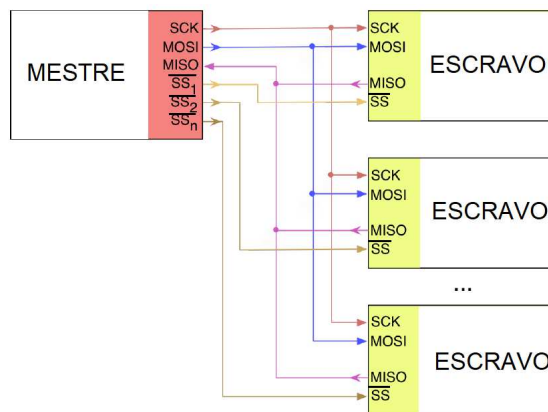 MESTRE
SCK
MOSI
MISO
SS1
SS2
SSn
SCK
MOSI
MISO
SS
ESCRAVO
SCK
MOSI
MISO
SS
ESCRAVO
...
SCK
MOSI
MISO
SS
ESCRAVO